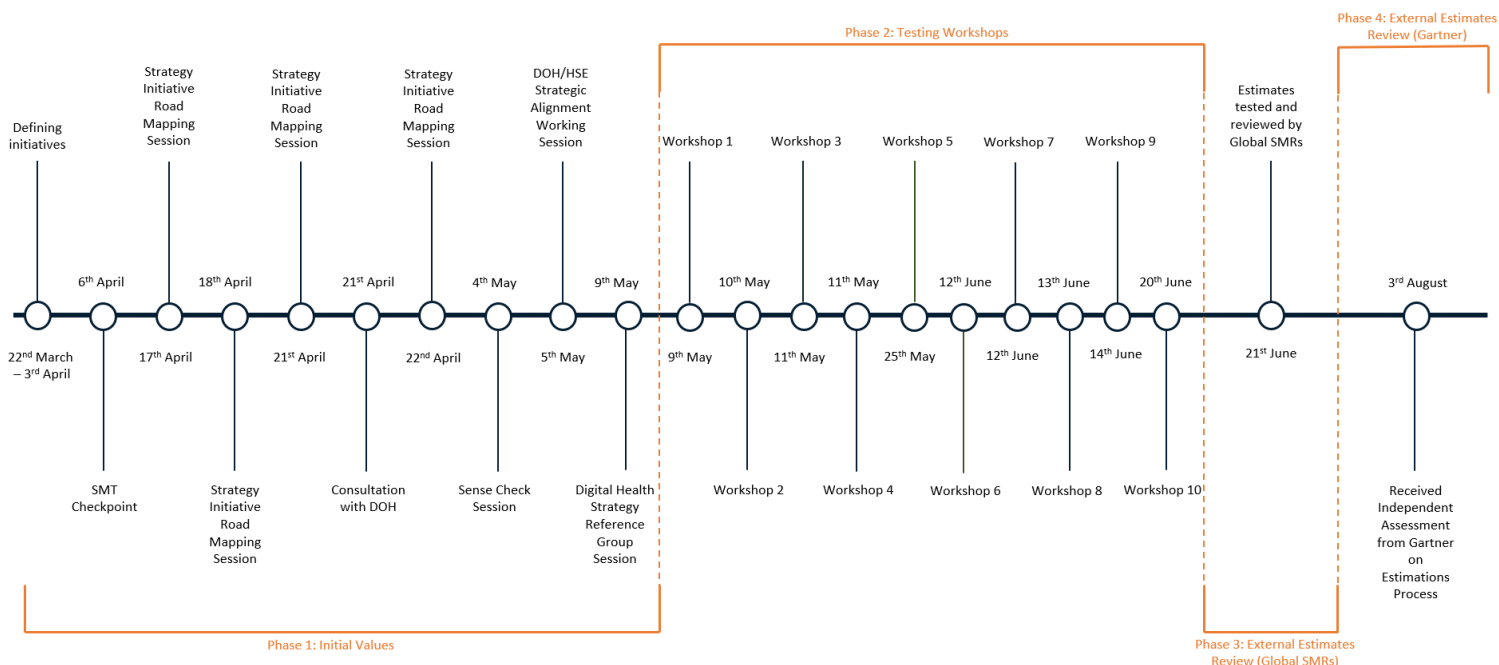 Phase 4: External Estimates
Review (Gartner)
Phase 2: Testing Workshops
Strategy
Initiative
Road
Mapping
Session
Strategy
Initiative
Road
Mapping
Session
Strategy
Initiative
Road
Mapping
Session
DOH/HSE
Strategic
Alignment
Working
Session
Estimates
tested and
reviewed by
Global SMRs
Defining
initiatives
Workshop 1
Workshop 3
Workshop 5
Workshop 7
Workshop 9
6th April
18th April
21st April
4th May
9th May
10th May
11th May
12th June
13th June
20th June
3rd August
22nd March
– 3rd April
17th April
21st April
22nd April
5th May
9th May
11th May
25th May
12th June
14th June
21st June
SMT
Checkpoint
Strategy
Initiative
Road
Mapping
Session
Consultation
with DOH
Sense Check
Session
Digital Health
Strategy
Reference
Group
Session
Workshop 2
Workshop 4
Workshop 6
Workshop 8
Workshop 10
Received
Independent
Assessment
from Gartner
on
Estimations
Process
Phase 1: Initial Values
Phase 3: External Estimates
Review (Global SMRs)